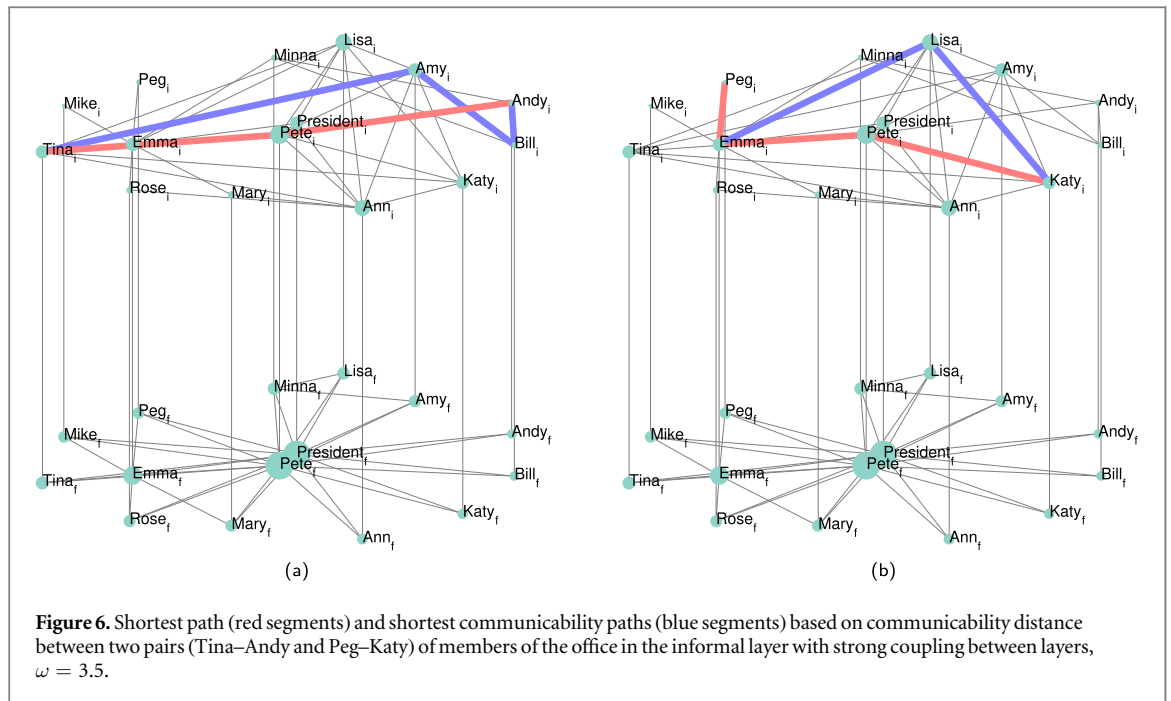 Minna_i Lisa_i Amy_i
Peg_i Andy_i
Mike_i President_i
Tina_i Emma_i Pete_i Bill_i
Rose_i Mary_i Ann_i Katy_i
Minna_f Lisa_f Amy_f
Peg_f Andy_f
Mike_f President_f
Tina_f Emma_f Pete_f Bill_f
Rose_f Mary_f Ann_f Katy_f
(a)
Minna_i Lisa_i Amy_i
Peg_i Andy_i
Mike_i President_i
Tina_i Emma_i Pete_i Bill_i
Rose_i Mary_i Ann_i Katy_i
Minna_f Lisa_f Amy_f
Peg_f Andy_f
Mike_f President_f
Tina_f Emma_f Pete_f Bill_f
Rose_f Mary_f Ann_f Katy_f
(b)
Figure 6. Shortest path (red segments) and shortest communicability paths (blue segments) based on communicability distance
between two pairs (Tina–Andy and Peg–Katy) of members of the office in the informal layer with strong coupling between layers,
ω = 3.5.